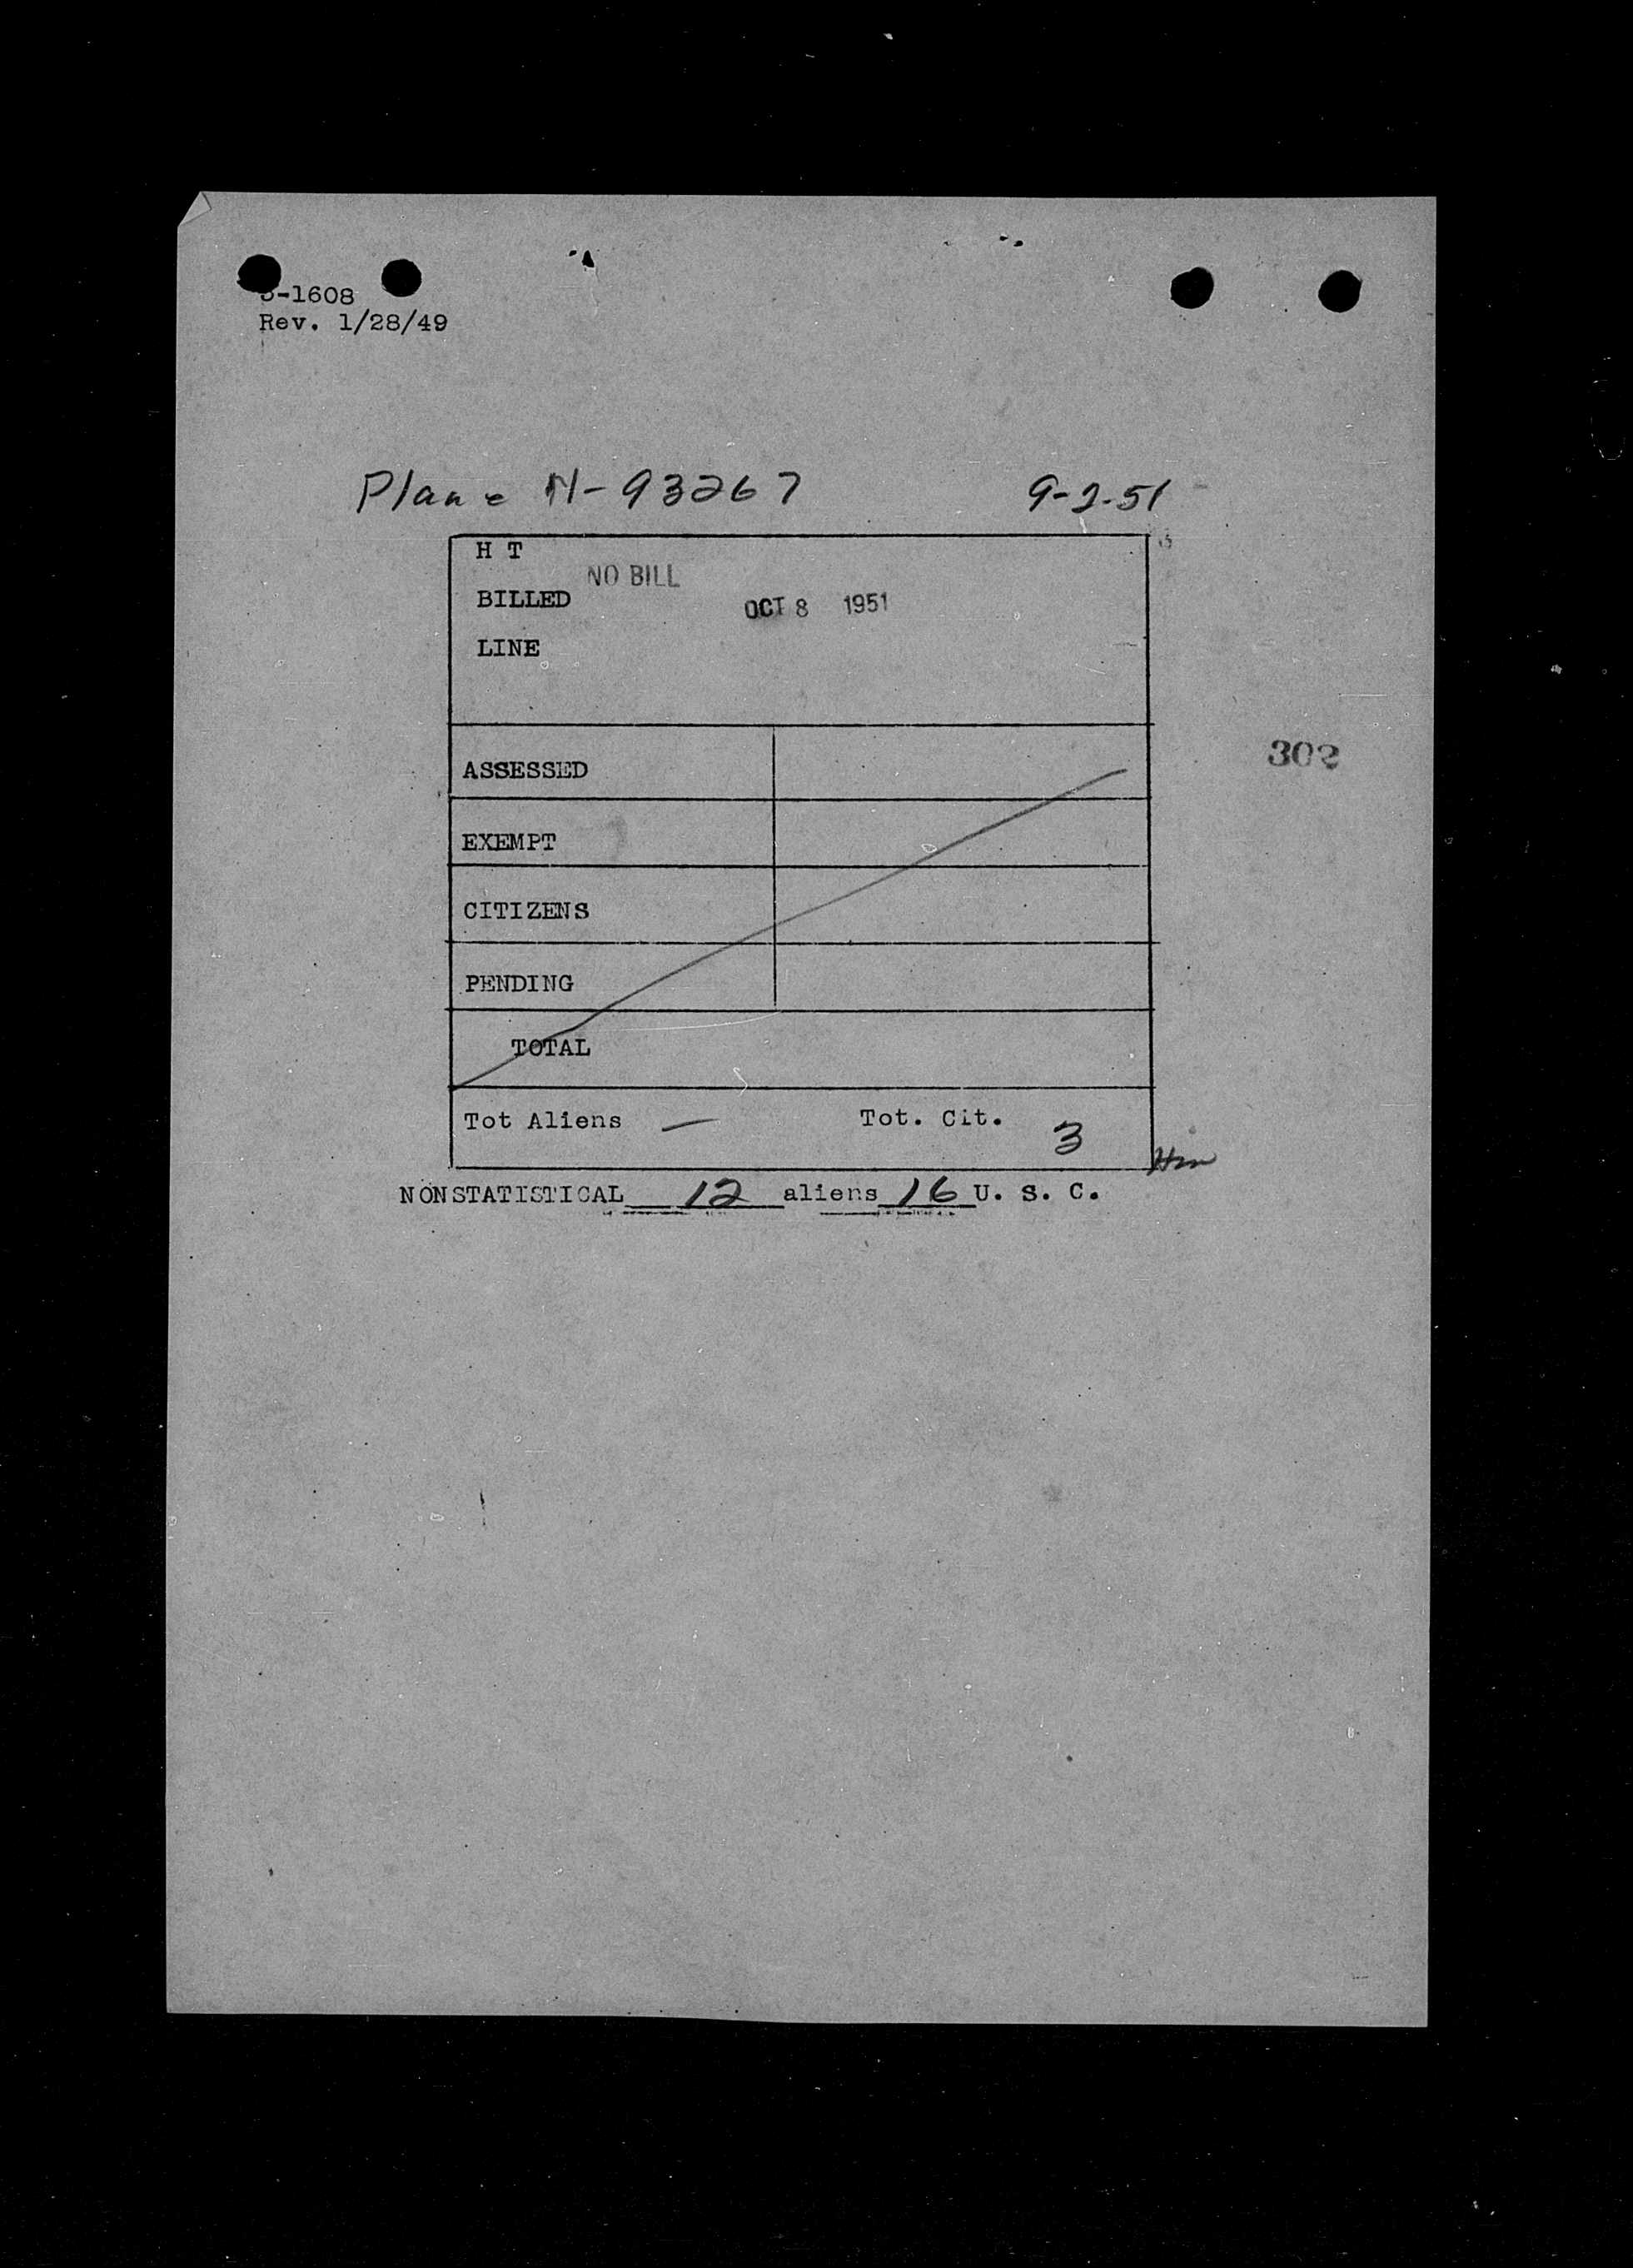 -1608
Rev. 1/28/49
Plane N-93267 9-2-51
H T
NO BILL
BILLED OCT 8 1951
LINE
302
ASSESSED
EXEMPT
CITIZENS
PENDING
TOTAL
Tot Aliens — Tot. Cit. 3
NONSTATISTICAL 12 aliens 16 U. S. C.